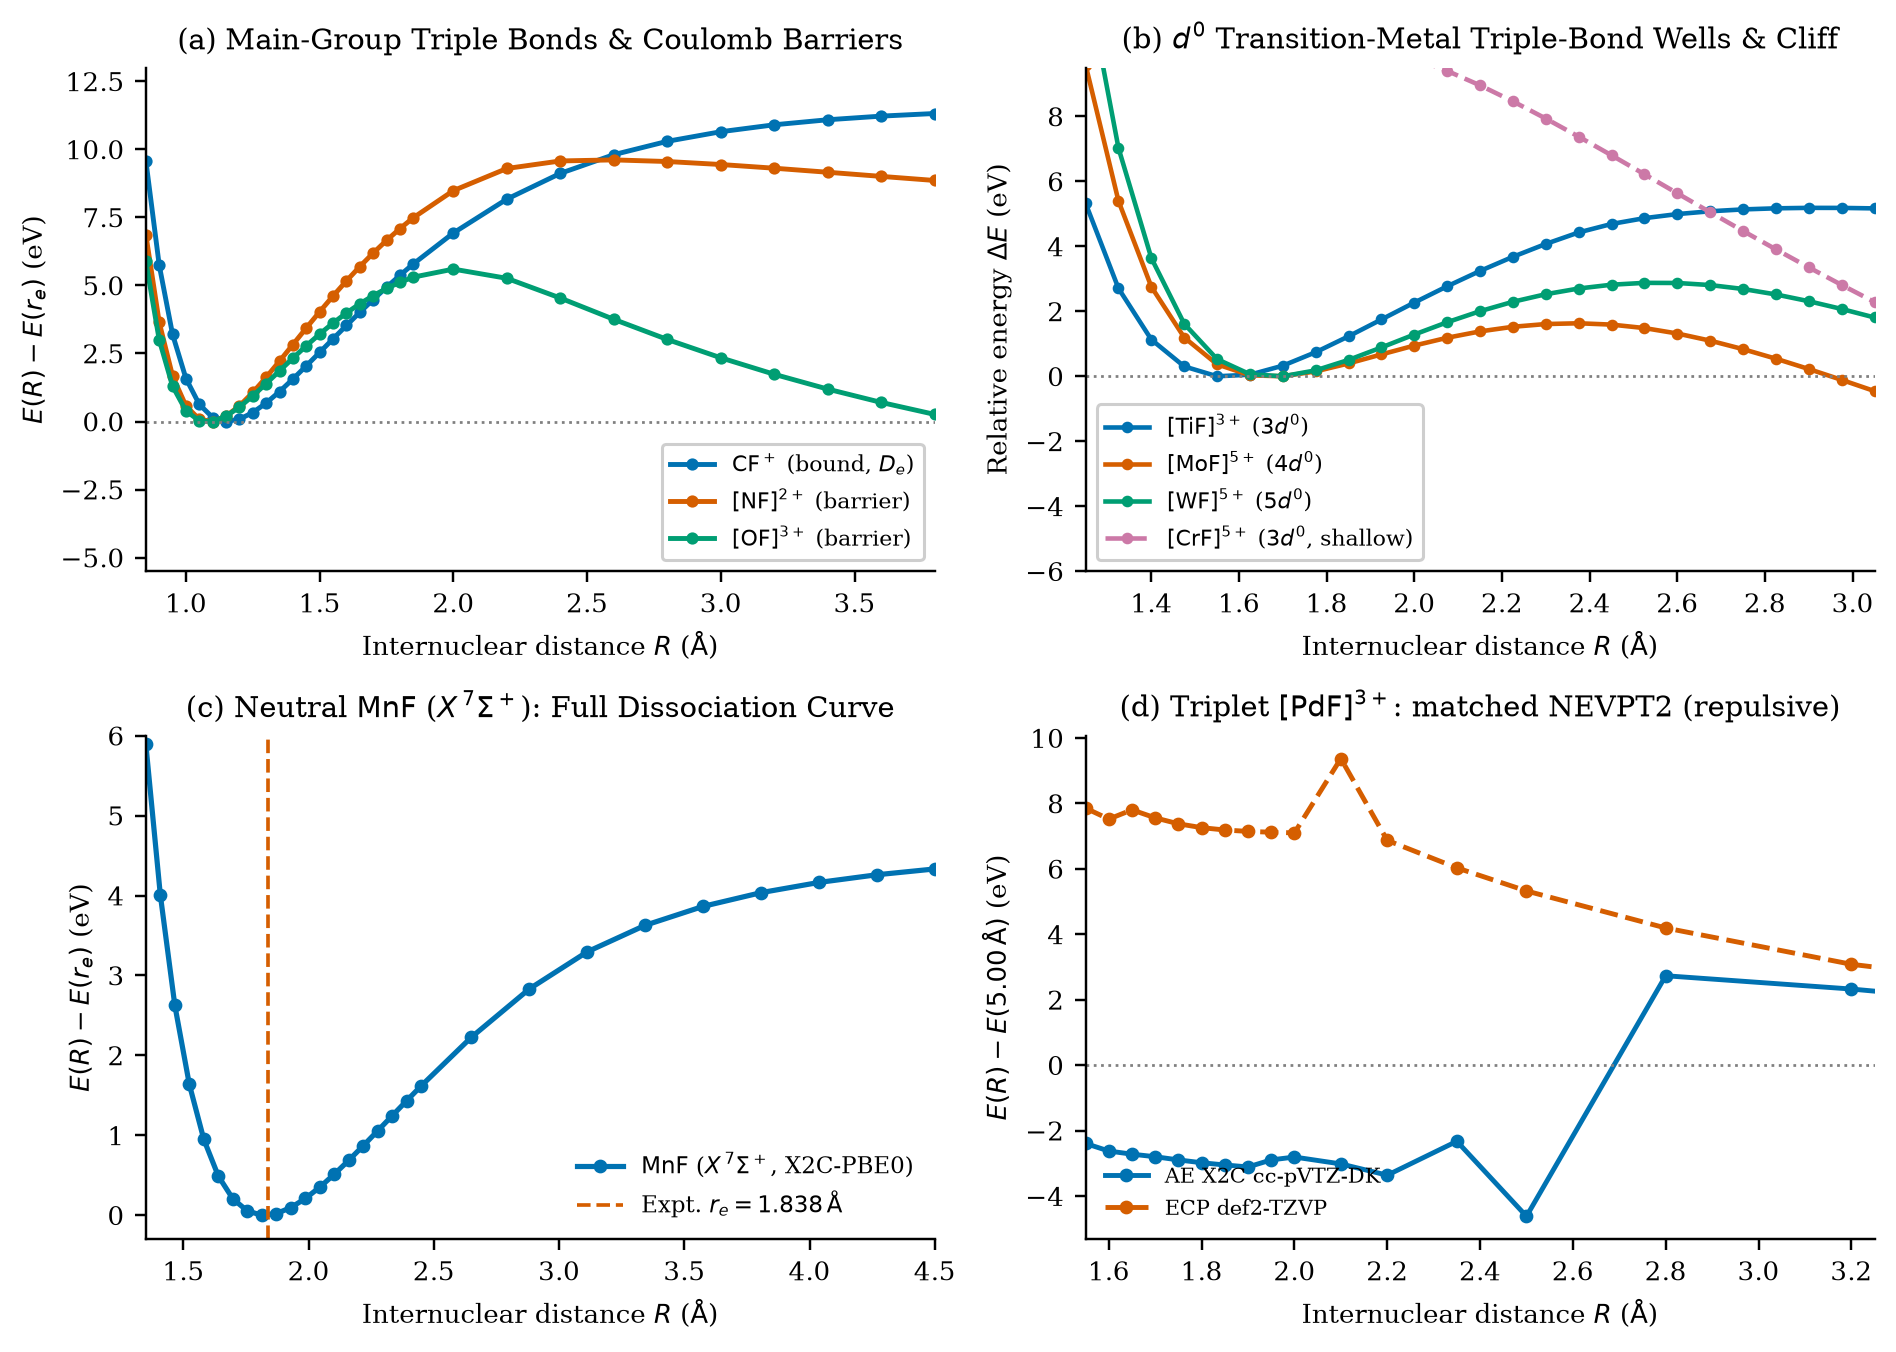 (a) Main-Group Triple Bonds & Coulomb Barriers
E(R) − E(rₑ) (eV)
12.5
10.0
7.5
5.0
2.5
0.0
−2.5
−5.0
CF⁺ (bound, Dₑ)
[NF]²⁺ (barrier)
[OF]³⁺ (barrier)
1.0 1.5 2.0 2.5 3.0 3.5
Internuclear distance R (Å)
(b) d⁰ Transition-Metal Triple-Bond Wells & Cliff
Relative energy ΔE (eV)
8
6
4
2
0
−2
−4
−6
[TiF]³⁺ (3d⁰)
[MoF]⁵⁺ (4d⁰)
[WF]⁵⁺ (5d⁰)
[CrF]⁵⁺ (3d⁰, shallow)
1.4 1.6 1.8 2.0 2.2 2.4 2.6 2.8 3.0
Internuclear distance R (Å)
(c) Neutral MnF (X ⁷Σ⁺): Full Dissociation Curve
E(R) − E(rₑ) (eV)
6
5
4
3
2
1
0
MnF (X ⁷Σ⁺, X2C-PBE0)
Expt. rₑ = 1.838 Å
1.5 2.0 2.5 3.0 3.5 4.0 4.5
Internuclear distance R (Å)
(d) Triplet [PdF]³⁺: matched NEVPT2 (repulsive)
E(R) − E(5.00 Å) (eV)
10
8
6
4
2
0
−2
−4
AE X2C cc-pVTZ-DK
ECP def2-TZVP
1.6 1.8 2.0 2.2 2.4 2.6 2.8 3.0 3.2
Internuclear distance R (Å)